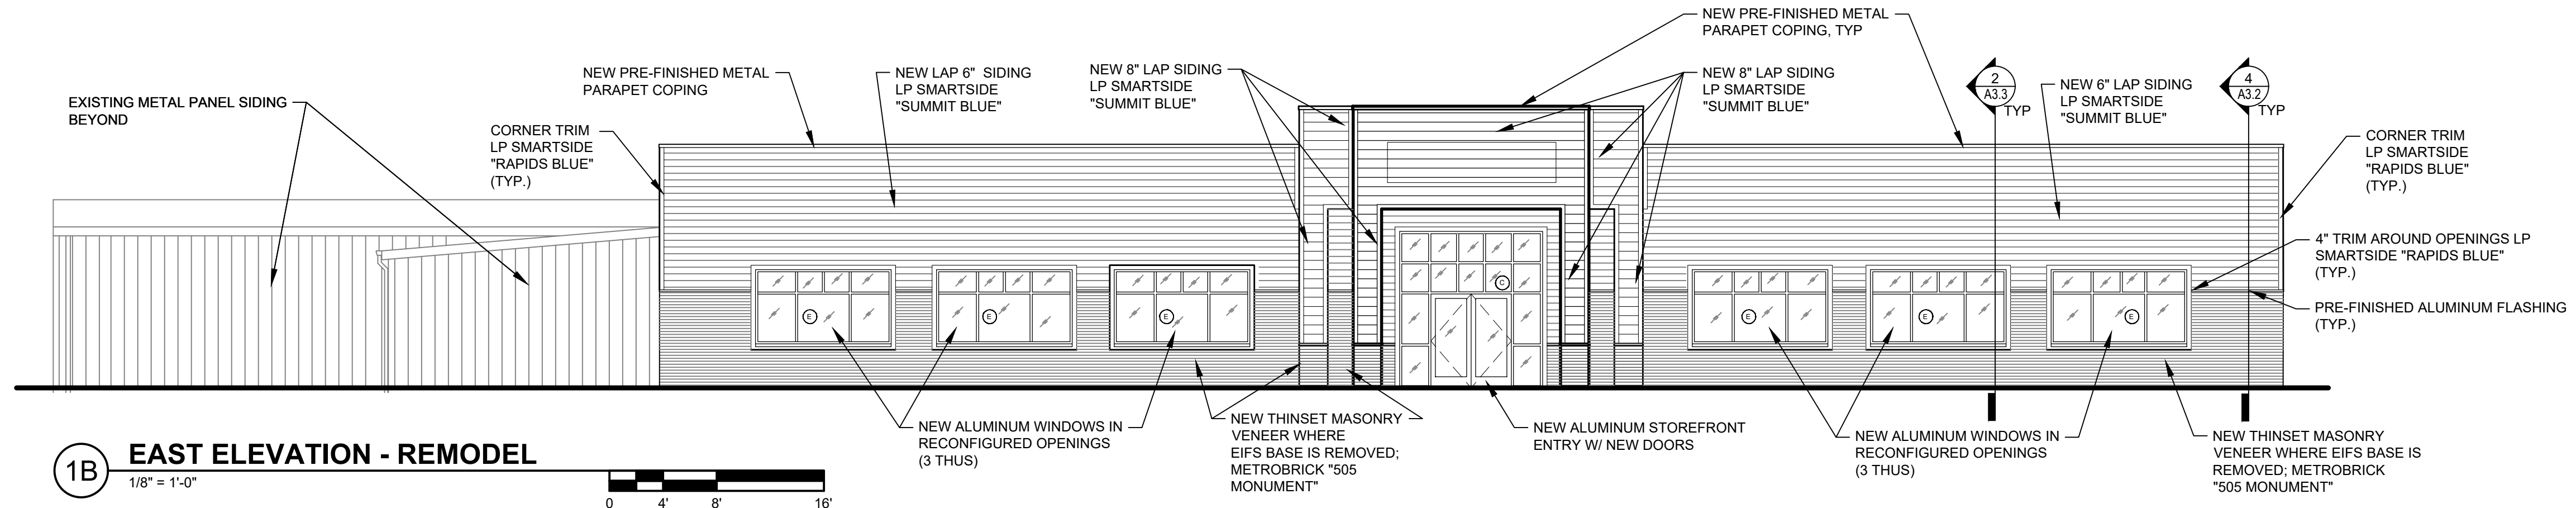 NEW PRE-FINISHED METAL
PARAPET COPING, TYP
NEW PRE-FINISHED METAL
PARAPET COPING
NEW LAP 6" SIDING
LP SMARTSIDE
"SUMMIT BLUE"
NEW 8" LAP SIDING
LP SMARTSIDE
"SUMMIT BLUE"
NEW 8" LAP SIDING
LP SMARTSIDE
"SUMMIT BLUE"
2
A3.3
TYP
NEW 6" LAP SIDING
LP SMARTSIDE
"SUMMIT BLUE"
4
A3.2
TYP
EXISTING METAL PANEL SIDING
BEYOND
CORNER TRIM
LP SMARTSIDE
"RAPIDS BLUE"
(TYP.)
CORNER TRIM
LP SMARTSIDE
"RAPIDS BLUE"
(TYP.)
4" TRIM AROUND OPENINGS LP
SMARTSIDE "RAPIDS BLUE"
(TYP.)
PRE-FINISHED ALUMINUM FLASHING
(TYP.)
E
E
E
C
E
E
E
NEW ALUMINUM WINDOWS IN
RECONFIGURED OPENINGS
(3 THUS)
NEW THINSET MASONRY
VENEER WHERE
EIFS BASE IS REMOVED;
METROBRICK "505
MONUMENT"
NEW ALUMINUM STOREFRONT
ENTRY W/ NEW DOORS
NEW ALUMINUM WINDOWS IN
RECONFIGURED OPENINGS
(3 THUS)
NEW THINSET MASONRY
VENEER WHERE EIFS BASE IS
REMOVED; METROBRICK
"505 MONUMENT"
1B
EAST ELEVATION - REMODEL
1/8" = 1'-0"
0 4' 8' 16'